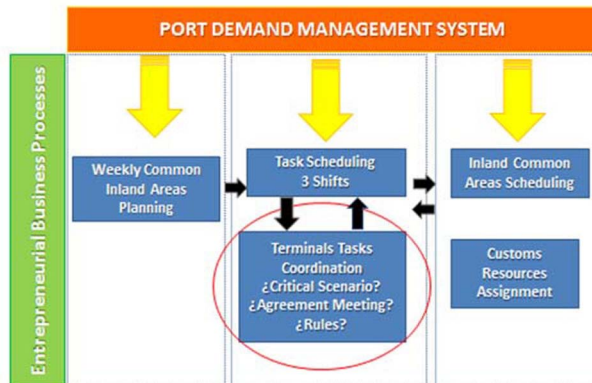 PORT DEMAND MANAGEMENT SYSTEM
Entrepreneurial Business Processes
Weekly Common
Inland Areas
Planning
Task Scheduling
3 Shifts
Inland Common
Areas Scheduling
Terminals Tasks
Coordination
¿Critical Scenario?
¿Agreement Meeting?
¿Rules?
Customs
Resources
Assignment